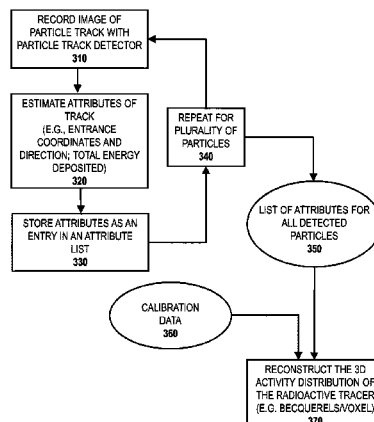 RECORD IMAGE OF
PARTICLE TRACK WITH
PARTICLE TRACK DETECTOR
310
ESTIMATE ATTRIBUTES OF
TRACK
(E.G., ENTRANCE
COORDINATES AND
DIRECTION; TOTAL ENERGY
DEPOSITED)
320
STORE ATTRIBUTES AS AN
ENTRY IN AN ATTRIBUTE
LIST
330
REPEAT FOR
PLURALITY OF
PARTICLES
340
LIST OF ATTRIBUTES FOR
ALL DETECTED
PARTICLES
350
CALIBRATION
DATA
360
RECONSTRUCT THE 3D
ACTIVITY DISTRIBUTION OF
THE RADIOACTIVE TRACER
(E.G. BECQUERELS/VOXEL)
370